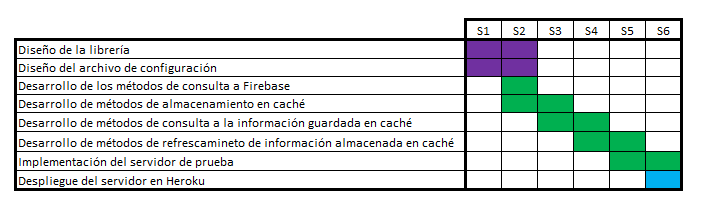 S1 S2 S3 S4 S5 S6
Diseño de la librería
Diseño del archivo de configuración
Desarrollo de los métodos de consulta a Firebase
Desarrollo de métodos de almacenamiento en caché
Desarrollo de métodos de consulta a la información guardada en caché
Desarrollo de métodos de refrescamineto de información almacenada en caché
Implementación del servidor de prueba
Despliegue del servidor en Heroku